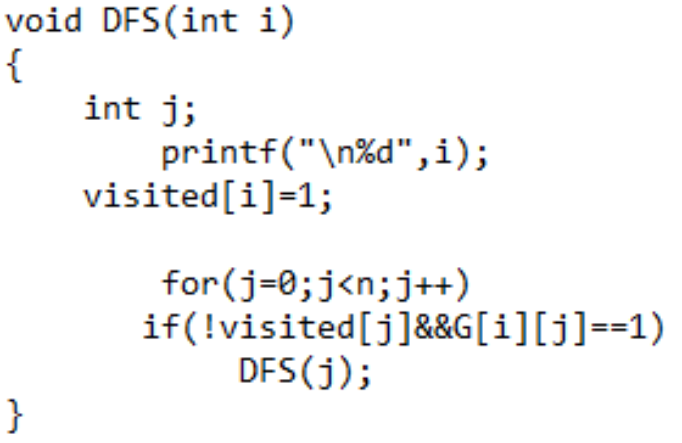 void DFS(int i)
{
    int j;
        printf("\n%d",i);
    visited[i]=1;

        for(j=0;j<n;j++)
       if(!visited[j]&&G[i][j]==1)
            DFS(j);
}